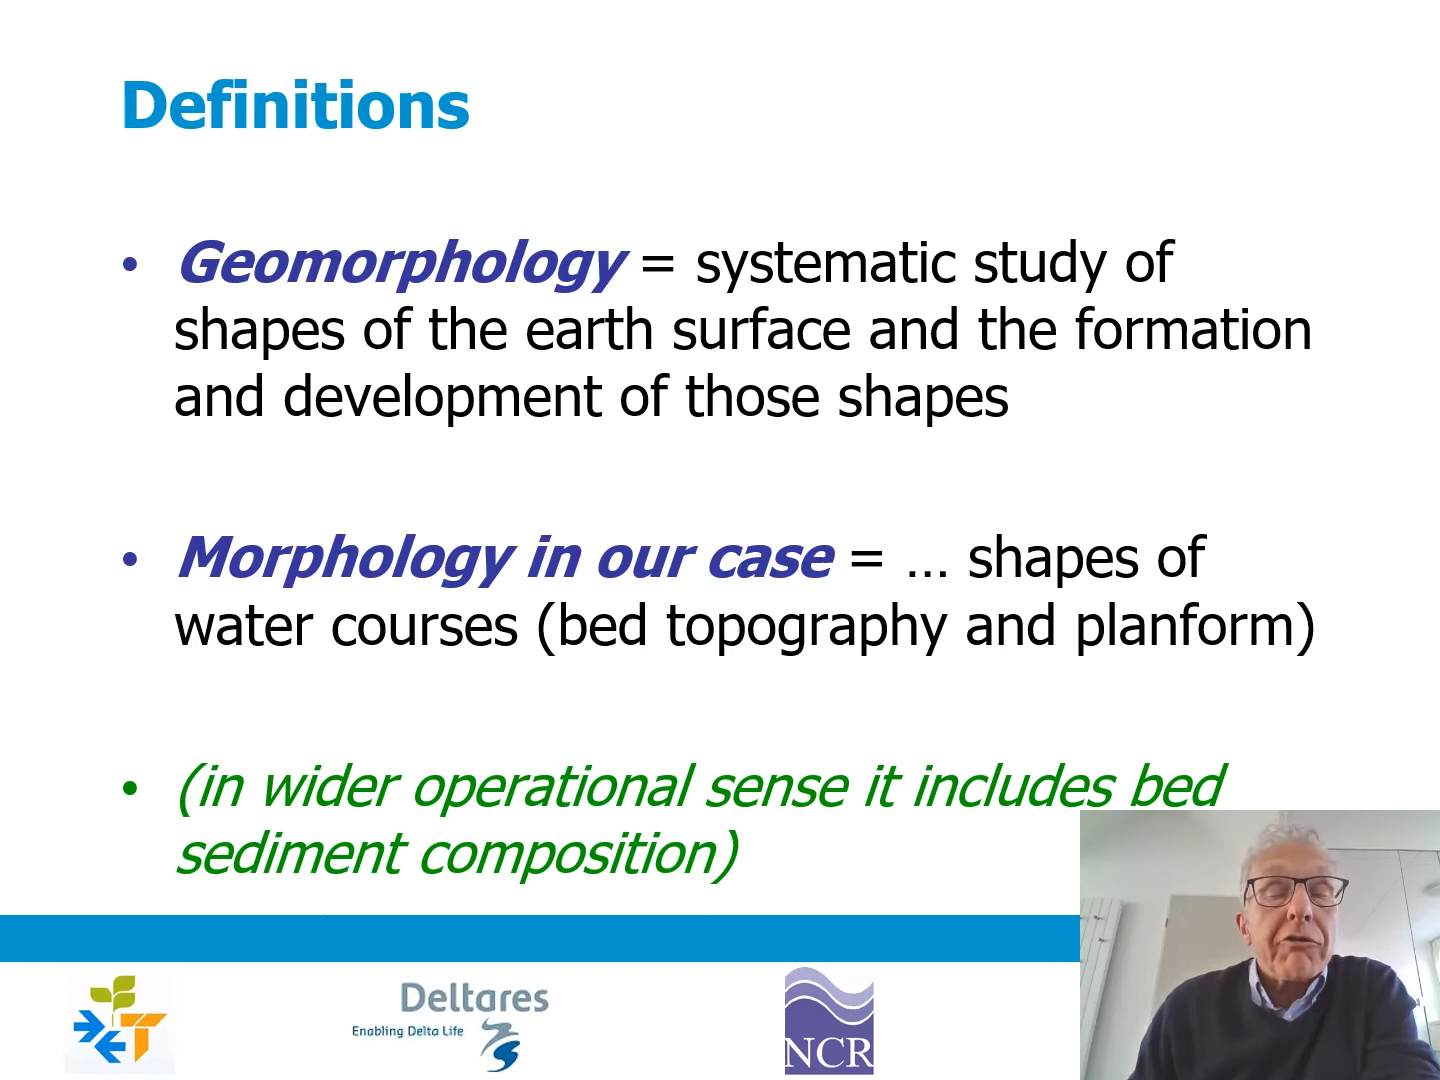 Definitions
• Geomorphology = systematic study of
shapes of the earth surface and the formation
and development of those shapes
• Morphology in our case = … shapes of
water courses (bed topography and planform)
• (in wider operational sense it includes bed
sediment composition)
Deltares
Enabling Delta Life
NCR